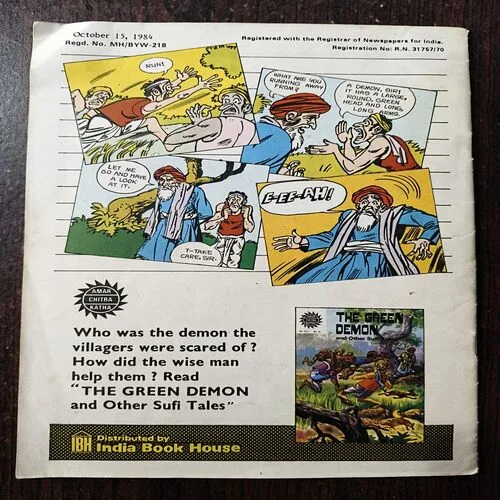 October 15, 1984
Regd. No. MH/BYW-218
Registered with the Registrar of Newspapers for India.
Registration No: R.N. 31757/70
RUN!
WHAT ARE YOU
RUNNING AWAY
FROM?
A DEMON, SIR!
IT HAS A LARGE,
ROUND, GREEN
HEAD AND LONG,
LONG ARMS.
LET ME
GO AND HAVE
A LOOK
AT IT.
T-TAKE
CARE, SIR.
E-EE-AH!
AMAR
CHITRA
KATHA
Who was the demon the
villagers were scared of ?
How did the wise man
help them ? Read
"THE GREEN DEMON
and Other Sufi Tales"
THE GREEN
DEMON
and Other Sufi Tales
IBH
Distributed by
India Book House